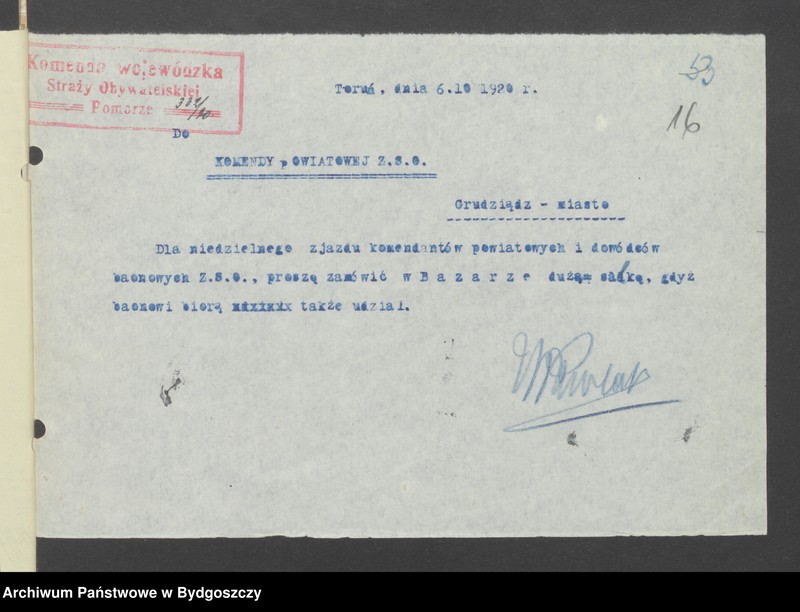 Komenda wojewódzka
Straży Obywatelskiej
Pomorze
53
16
Toruń, dnia 6.10 1920 r.
Do
KOMENDY pOWIATOWEJ Z.S.O.
Grudziądz - miasto
Dla niedzielnego zjazdu komendantów powiatowych i dowódców
baonowych Z.S.O., proszę zamówić w B a z a r z e dużą salkę, gdyż
baonowi biorą także udział.
Archiwum Państwowe w Bydgoszczy